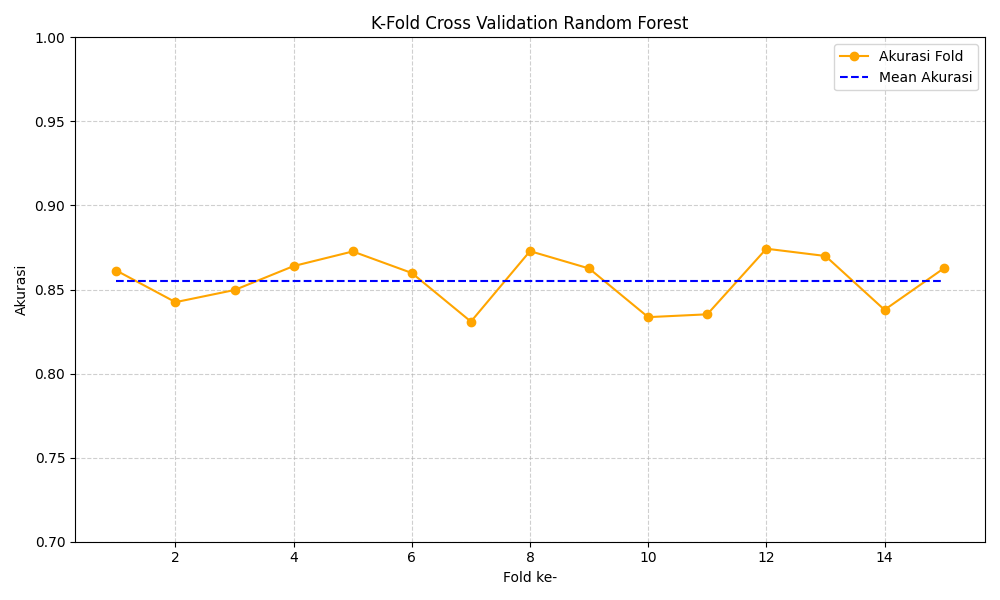 K-Fold Cross Validation Random Forest
Akurasi Fold
Mean Akurasi
Akurasi
1.00
0.95
0.90
0.85
0.80
0.75
0.70
2 4 6 8 10 12 14
Fold ke-